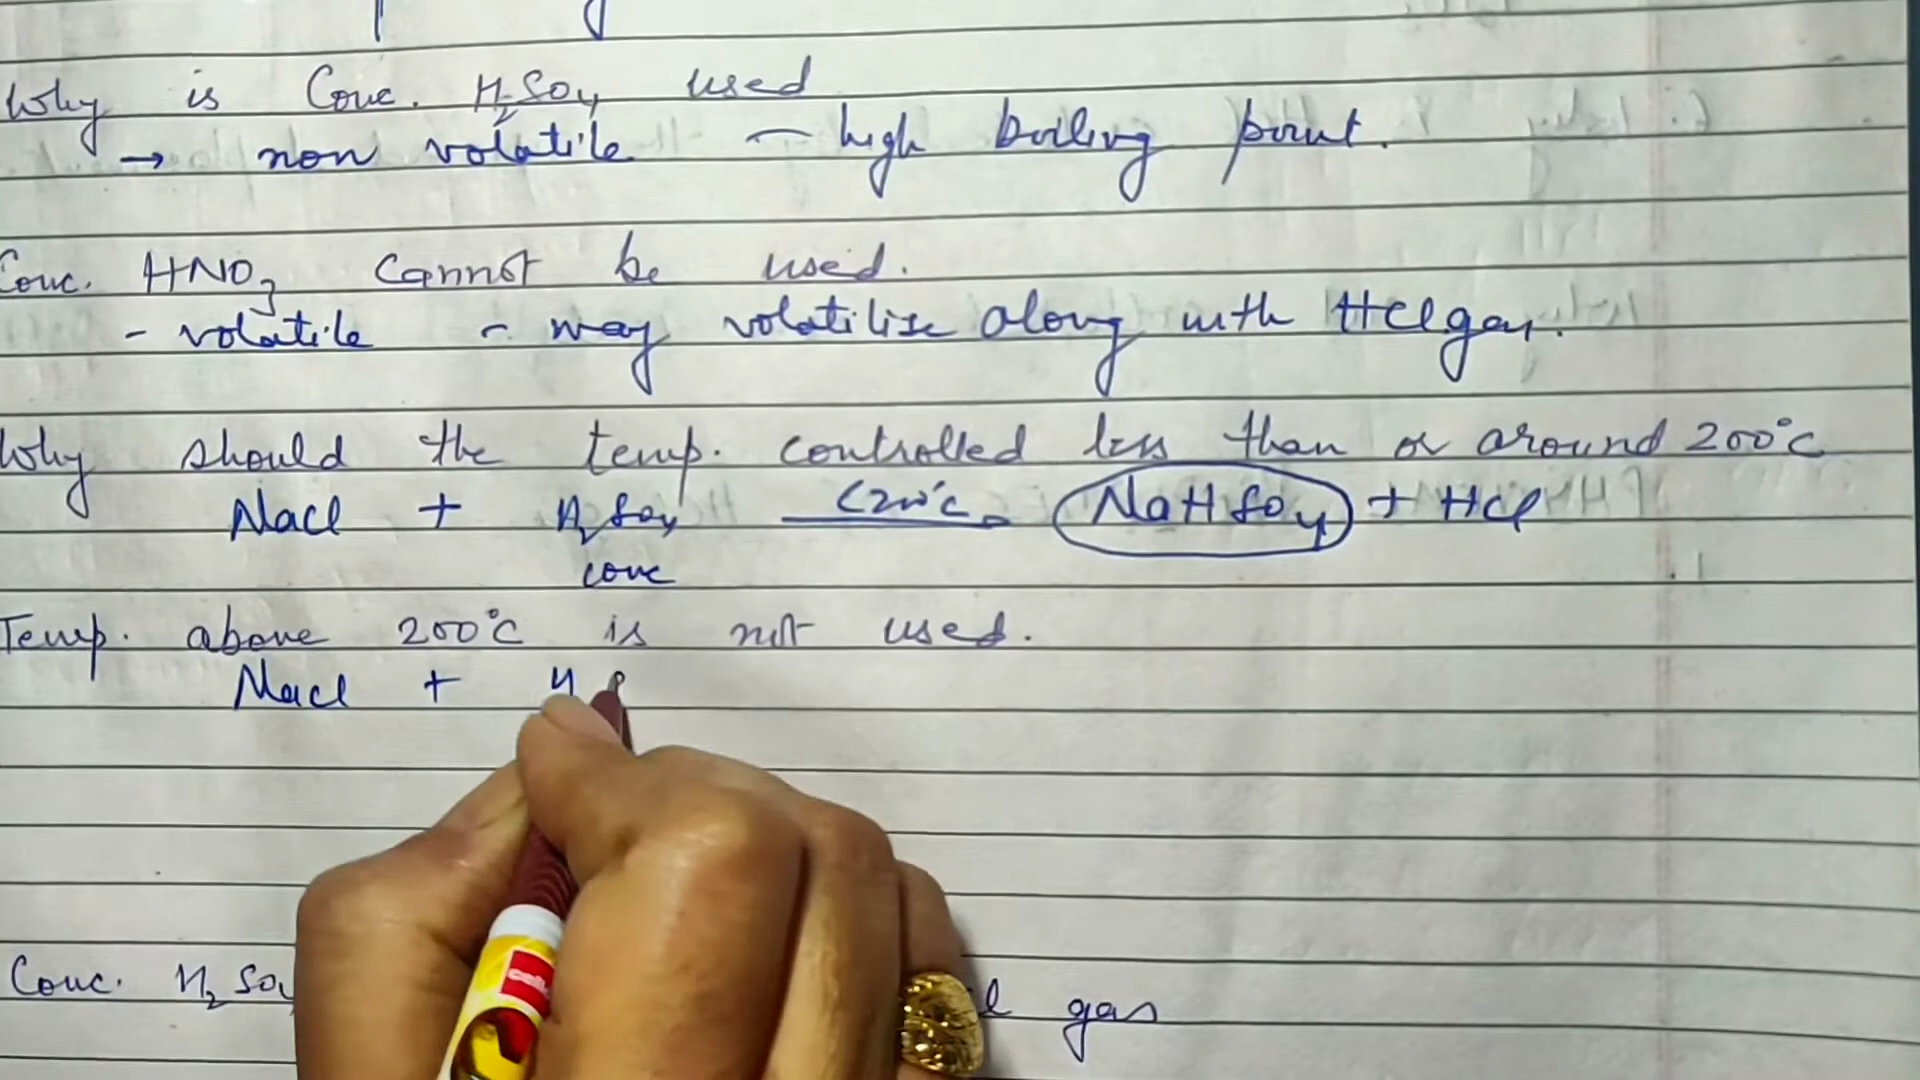 Why is Conc. H2SO4 used
→ non volatile – high boiling point.
Conc. HNO3 cannot be used.
- volatile - may volatilise along with HCl gas.
Why should the temp. controlled less than or around 200°C
NaCl + H2SO4 <200°C NaHSO4 + HCl
conc
Temp. above 200°C is not used.
NaCl + H
Conc. H2SO4 gas